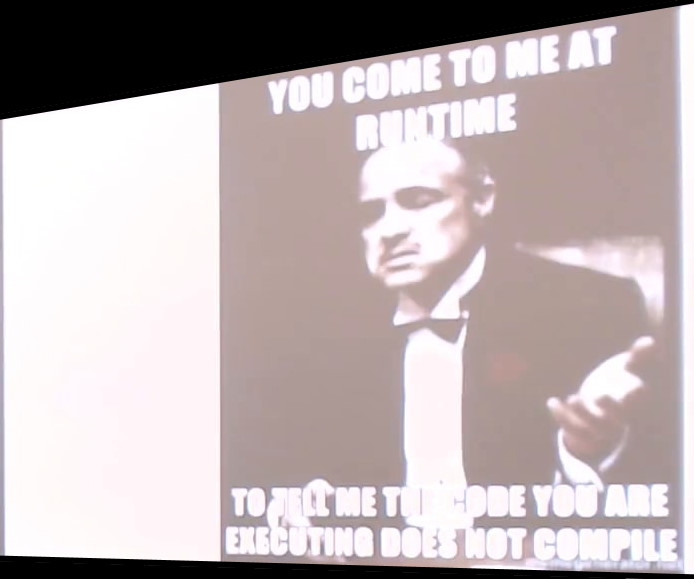 YOU COME TO ME AT
RUNTIME
TO TELL ME THE CODE YOU ARE
EXECUTING DOES NOT COMPILE